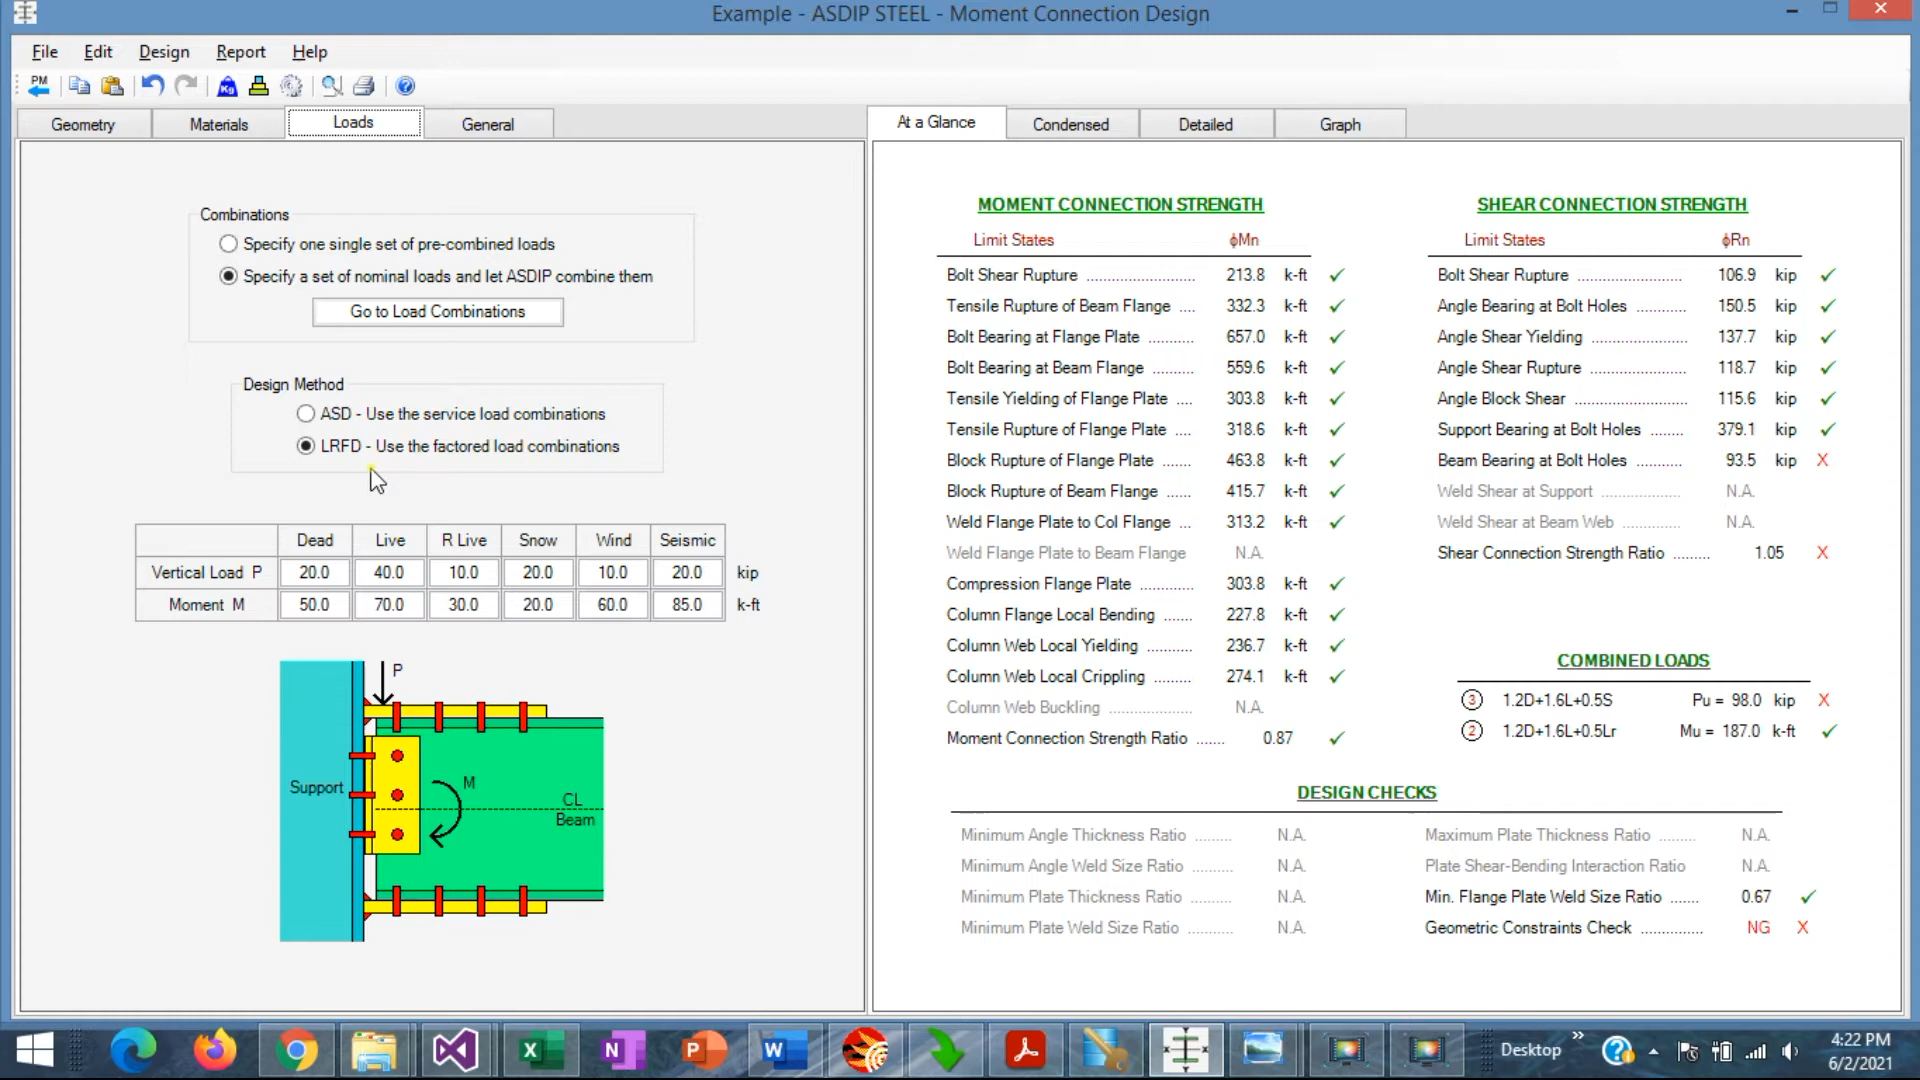 Example - ASDIP STEEL - Moment Connection Design
File Edit Design Report Help
PM Kg
Geometry Materials Loads General
At a Glance Condensed Detailed Graph
Combinations
Specify one single set of pre-combined loads
Specify a set of nominal loads and let ASDIP combine them
Go to Load Combinations
Design Method
ASD - Use the service load combinations
LRFD - Use the factored load combinations
Dead Live R Live Snow Wind Seismic
Vertical Load P 20.0 40.0 10.0 20.0 10.0 20.0 kip
Moment M 50.0 70.0 30.0 20.0 60.0 85.0 k-ft
P
Support
M
CL
Beam
MOMENT CONNECTION STRENGTH
Limit States ϕMn
Bolt Shear Rupture ........................ 213.8 k-ft ✓
Tensile Rupture of Beam Flange .... 332.3 k-ft ✓
Bolt Bearing at Flange Plate .......... 657.0 k-ft ✓
Bolt Bearing at Beam Flange ......... 559.6 k-ft ✓
Tensile Yielding of Flange Plate .... 303.8 k-ft ✓
Tensile Rupture of Flange Plate .... 318.6 k-ft ✓
Block Rupture of Flange Plate ....... 463.8 k-ft ✓
Block Rupture of Beam Flange ...... 415.7 k-ft ✓
Weld Flange Plate to Col Flange ... 313.2 k-ft ✓
Weld Flange Plate to Beam Flange N.A.
Compression Flange Plate ............. 303.8 k-ft ✓
Column Flange Local Bending ....... 227.8 k-ft ✓
Column Web Local Yielding .......... 236.7 k-ft ✓
Column Web Local Crippling ......... 274.1 k-ft ✓
Column Web Buckling .................... N.A.
Moment Connection Strength Ratio ....... 0.87 ✓
SHEAR CONNECTION STRENGTH
Limit States ϕRn
Bolt Shear Rupture ....................... 106.9 kip ✓
Angle Bearing at Bolt Holes ........... 150.5 kip ✓
Angle Shear Yielding ..................... 137.7 kip ✓
Angle Shear Rupture ..................... 118.7 kip ✓
Angle Block Shear ......................... 115.6 kip ✓
Support Bearing at Bolt Holes ....... 379.1 kip ✓
Beam Bearing at Bolt Holes .......... 93.5 kip X
Weld Shear at Support .................. N.A.
Weld Shear at Beam Web ............. N.A.
Shear Connection Strength Ratio ........ 1.05 X
COMBINED LOADS
3 1.2D+1.6L+0.5S Pu = 98.0 kip X
2 1.2D+1.6L+0.5Lr Mu = 187.0 k-ft ✓
DESIGN CHECKS
Minimum Angle Thickness Ratio ......... N.A.
Minimum Angle Weld Size Ratio .......... N.A.
Minimum Plate Thickness Ratio .......... N.A.
Minimum Plate Weld Size Ratio ........... N.A.
Maximum Plate Thickness Ratio ........ N.A.
Plate Shear-Bending Interaction Ratio N.A.
Min. Flange Plate Weld Size Ratio ....... 0.67 ✓
Geometric Constraints Check ............... NG X
Desktop
4:22 PM
6/2/2021